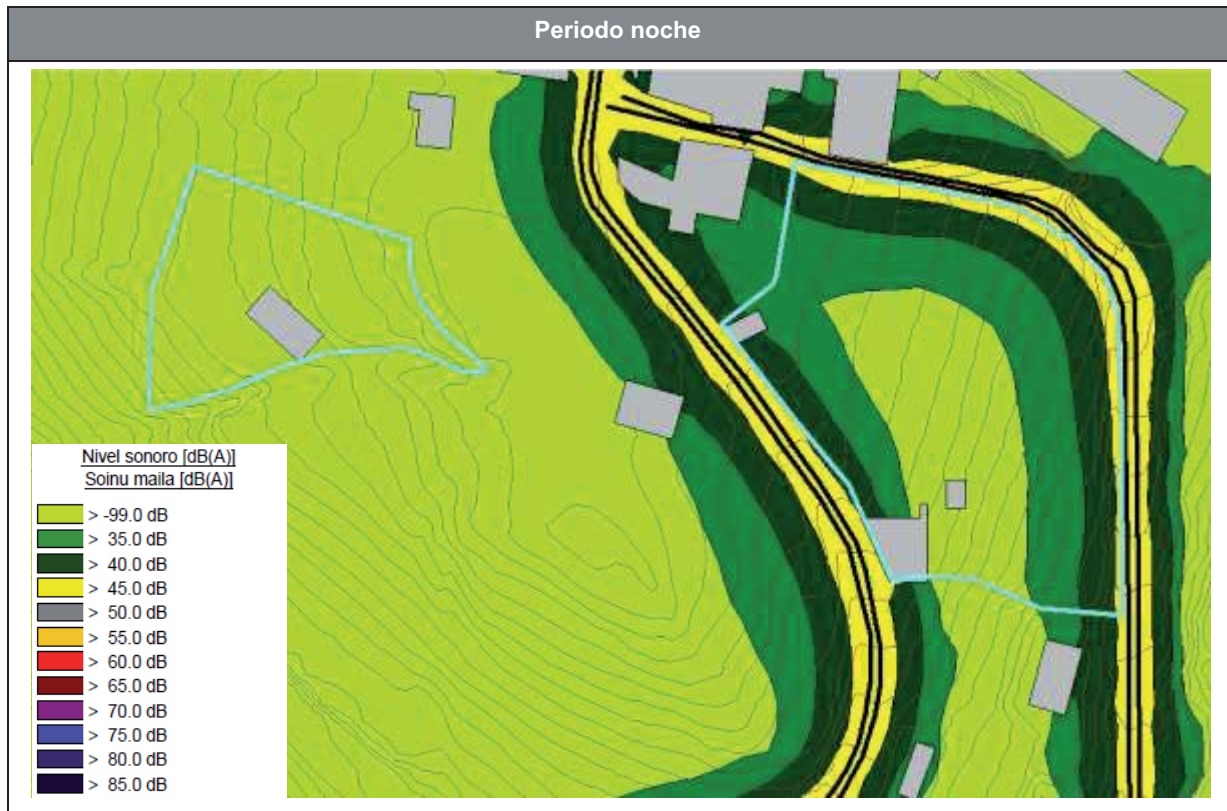 Periodo noche
Nivel sonoro [dB(A)]
Soinu maila [dB(A)]
> -99.0 dB
> 35.0 dB
> 40.0 dB
> 45.0 dB
> 50.0 dB
> 55.0 dB
> 60.0 dB
> 65.0 dB
> 70.0 dB
> 75.0 dB
> 80.0 dB
> 85.0 dB